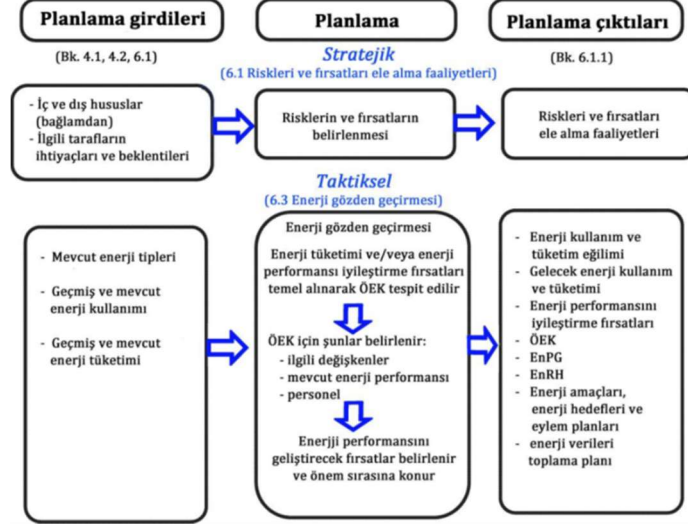 Planlama girdileri
Planlama
Planlama çıktıları
(Bk. 4.1, 4.2, 6.1)
Stratejik
(6.1 Riskleri ve fırsatları ele alma faaliyetleri)
(Bk. 6.1.1)
- İç ve dış hususlar
(bağlamdan)
- İlgili tarafların
ihtiyaçları ve beklentileri
Risklerin ve fırsatların
belirlenmesi
Riskleri ve fırsatları
ele alma faaliyetleri
Taktiksel
(6.3 Enerji gözden geçirmesi)
- Mevcut enerji tipleri
- Geçmiş ve mevcut
enerji kullanımı
- Geçmiş ve mevcut
enerji tüketimi
Enerji gözden geçirmesi
Enerji tüketimi ve/veya enerji
performansı iyileştirme fırsatları
temel alınarak ÖEK tespit edilir
ÖEK için şunlar belirlenir:
- ilgili değişkenler
- mevcut enerji performansı
- personel
Enerjji performansını
geliştirecek fırsatlar belirlenir
ve önem sırasına konur
- Enerji kullanım ve
tüketim eğilimi
- Gelecek enerji kullanım
ve tüketimi
- Enerji performansını
iyileştirme fırsatları
- ÖEK
- EnPG
- EnRH
- Enerji amaçları,
enerji hedefleri ve
eylem planları
- enerji verileri
toplama planı